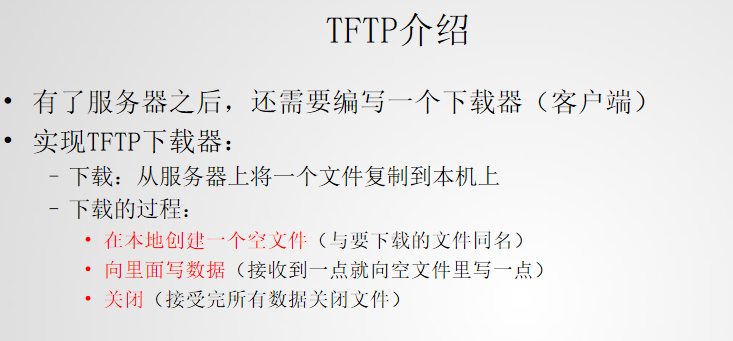 TFTP介绍
• 有了服务器之后，还需要编写一个下载器（客户端）
• 实现TFTP下载器：
– 下载：从服务器上将一个文件复制到本机上
– 下载的过程：
• 在本地创建一个空文件（与要下载的文件同名）
• 向里面写数据（接收到一点就向空文件里写一点）
• 关闭（接受完所有数据关闭文件）